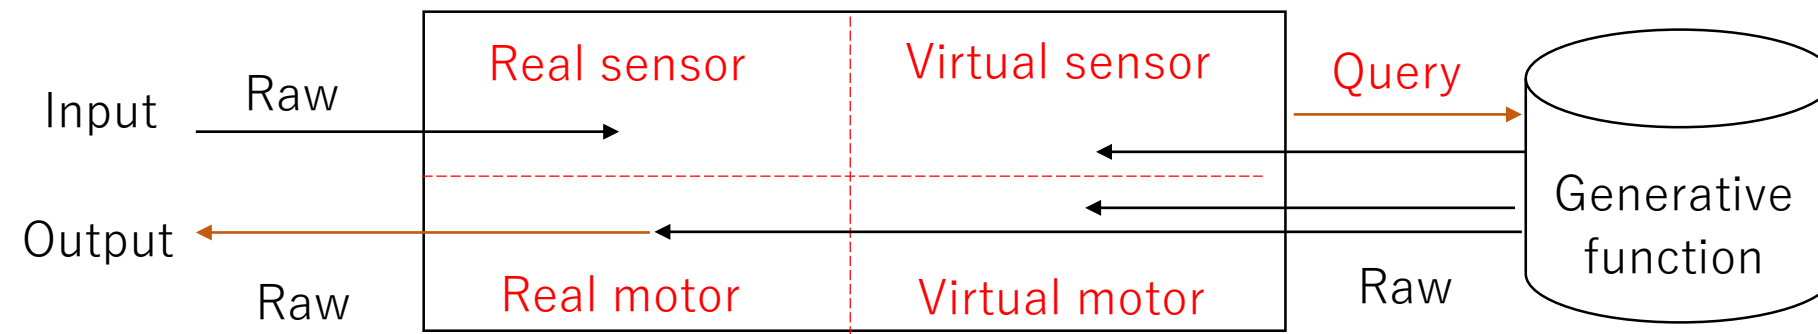 Real sensor
Virtual sensor
Query
Input
Raw
Generative
function
Output
Raw
Real motor
Virtual motor
Raw